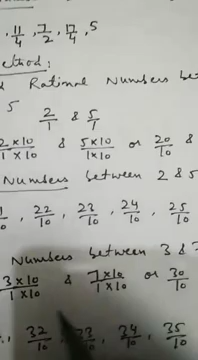 , 11/4, 7/2, 17/4, 5
ethod:
Rational Numbers be
5 2/1 & 5/1
2×10/1×10 & 5×10/1×10 or 20/10 &
Numbers between 2 & 5
/10, 22/10, 23/10, 24/10, 25/10
Numbers between 3 &
3×10/1×10 & 7×10/1×10 or 30/10
, 32/10, 33/10, 34/10, 35/10